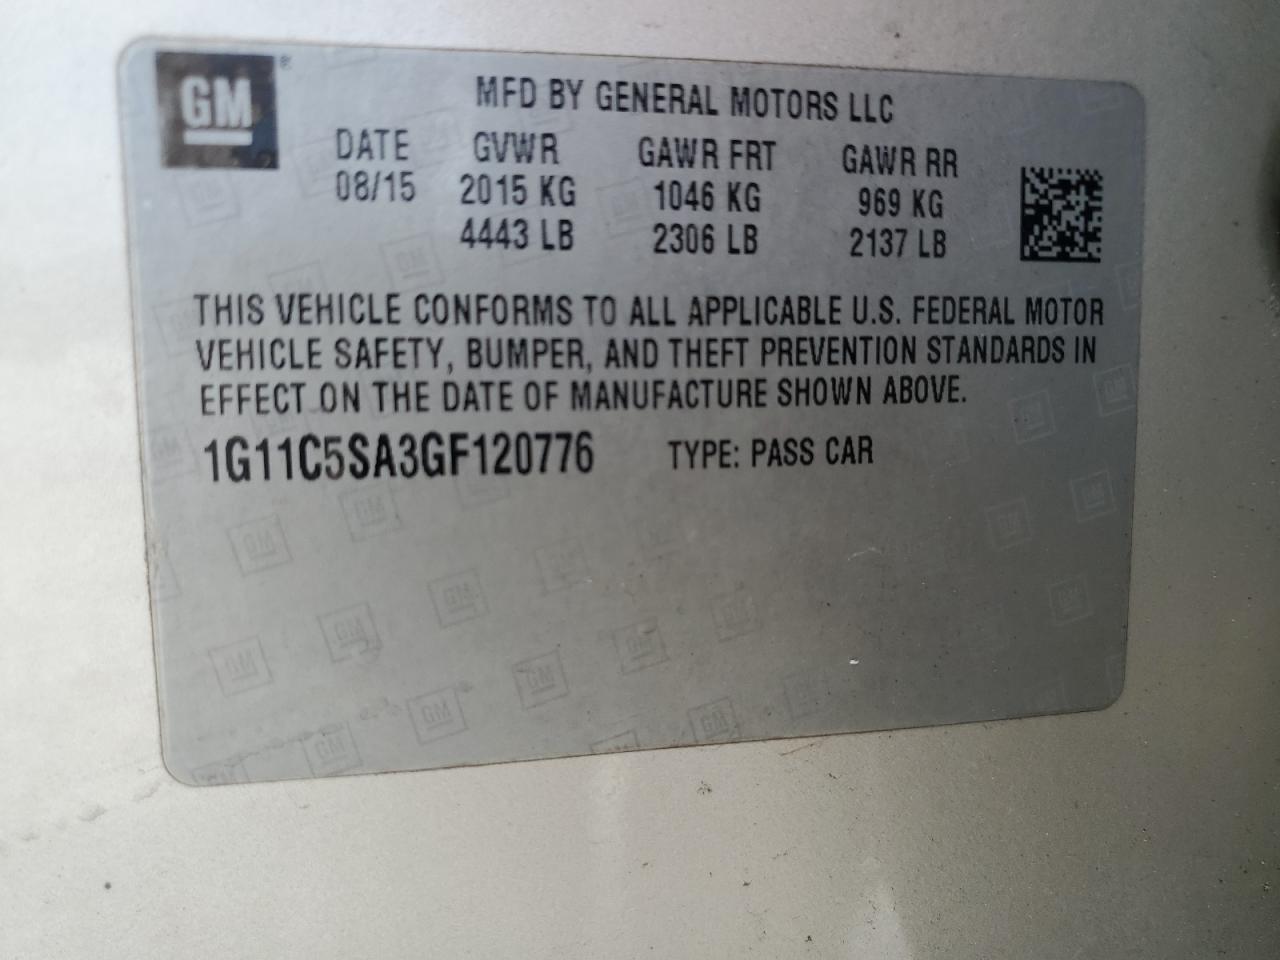 GM
MFD BY GENERAL MOTORS LLC
DATE GVWR GAWR FRT GAWR RR
08/15 2015 KG 1046 KG 969 KG
4443 LB 2306 LB 2137 LB
THIS VEHICLE CONFORMS TO ALL APPLICABLE U.S. FEDERAL MOTOR
VEHICLE SAFETY, BUMPER, AND THEFT PREVENTION STANDARDS IN
EFFECT ON THE DATE OF MANUFACTURE SHOWN ABOVE.
1G11C5SA3GF120776 TYPE: PASS CAR